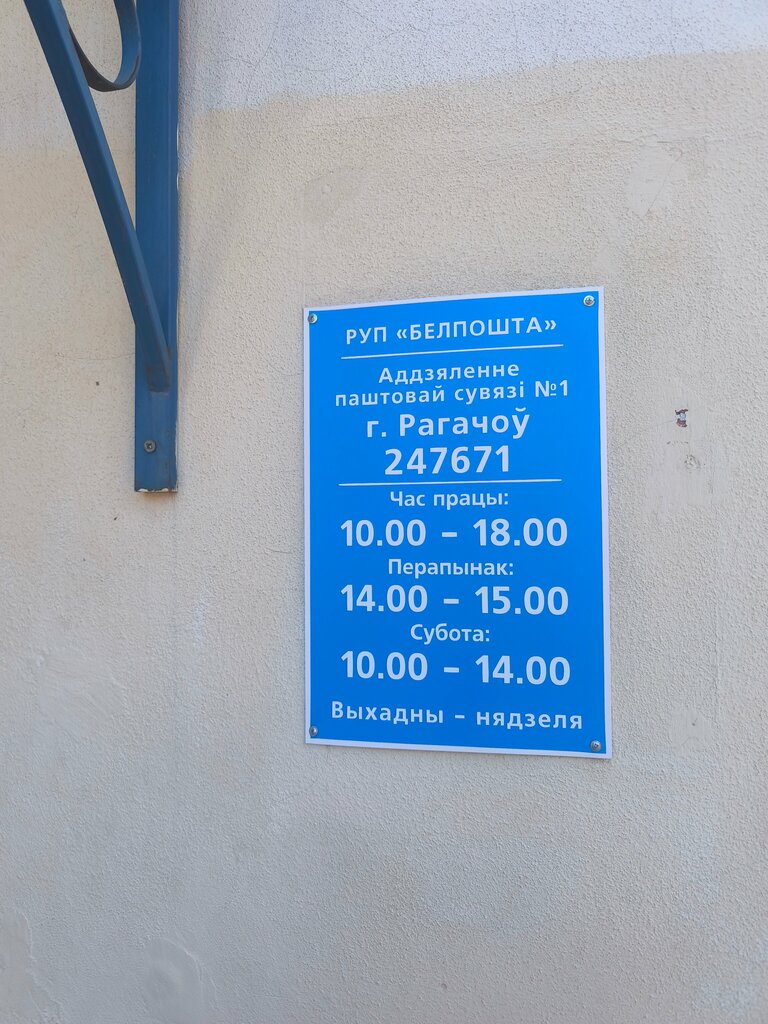 РУП «БЕЛПОШТА»
Аддзяленне
паштовай сувязі №1
г. Рагачоў
247671
Час працы:
10.00 – 18.00
Перапынак:
14.00 – 15.00
Субота:
10.00 – 14.00
Выхадны – нядзеля